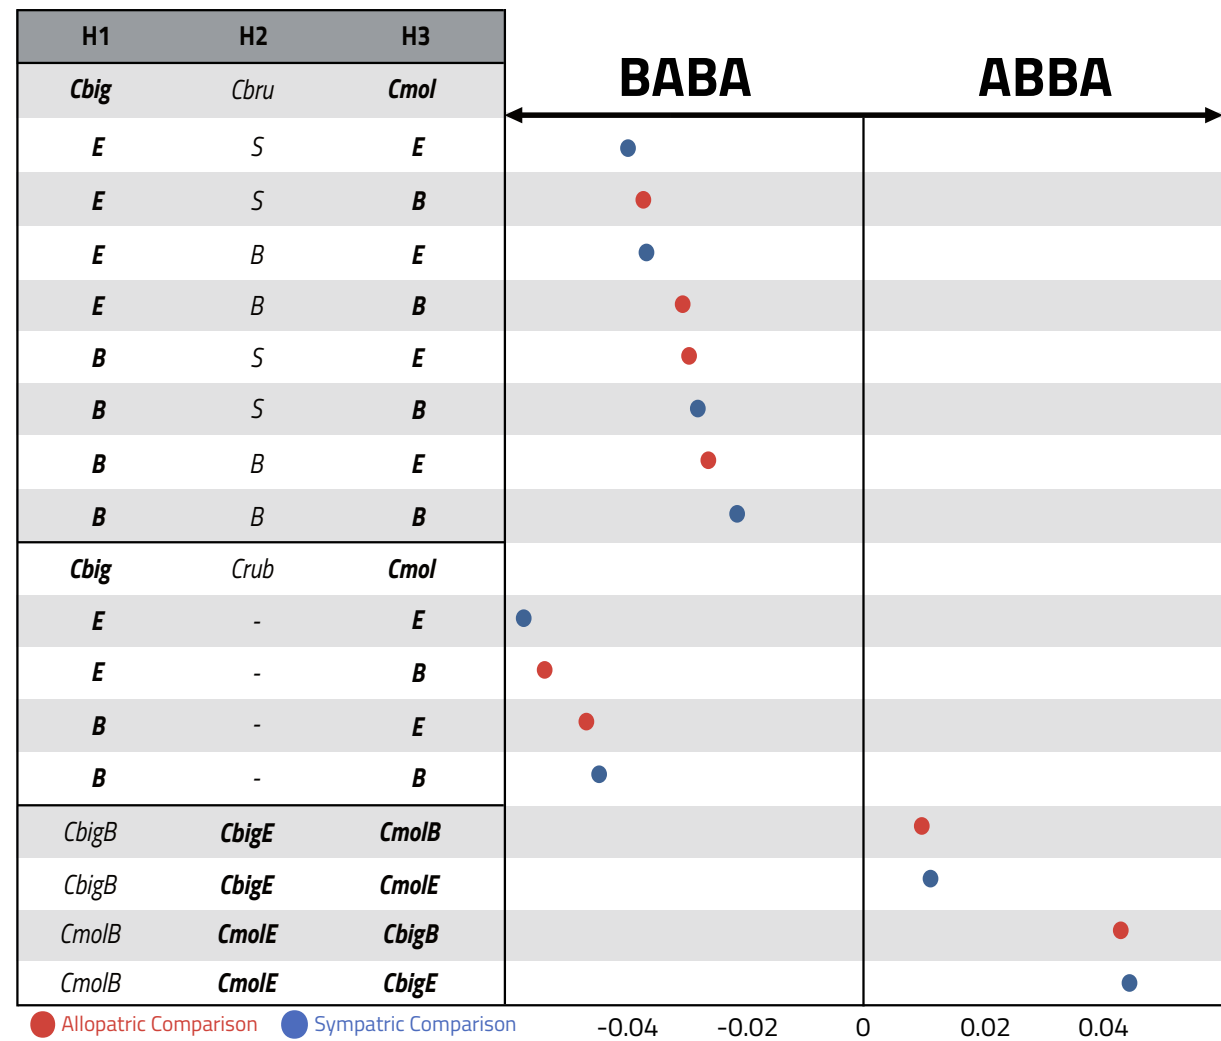 H1 H2 H3
BABA ABBA
Cbig Cbru Cmol
E S E
E S B
E B E
E B B
B S E
B S B
B B E
B B B
Cbig Crub Cmol
E - E
E - B
B - E
B - B
CbigB CbigE CmolB
CbigB CbigE CmolE
CmolB CmolE CbigB
CmolB CmolE CbigE
Allopatric Comparison Sympatric Comparison -0.04 -0.02 0 0.02 0.04